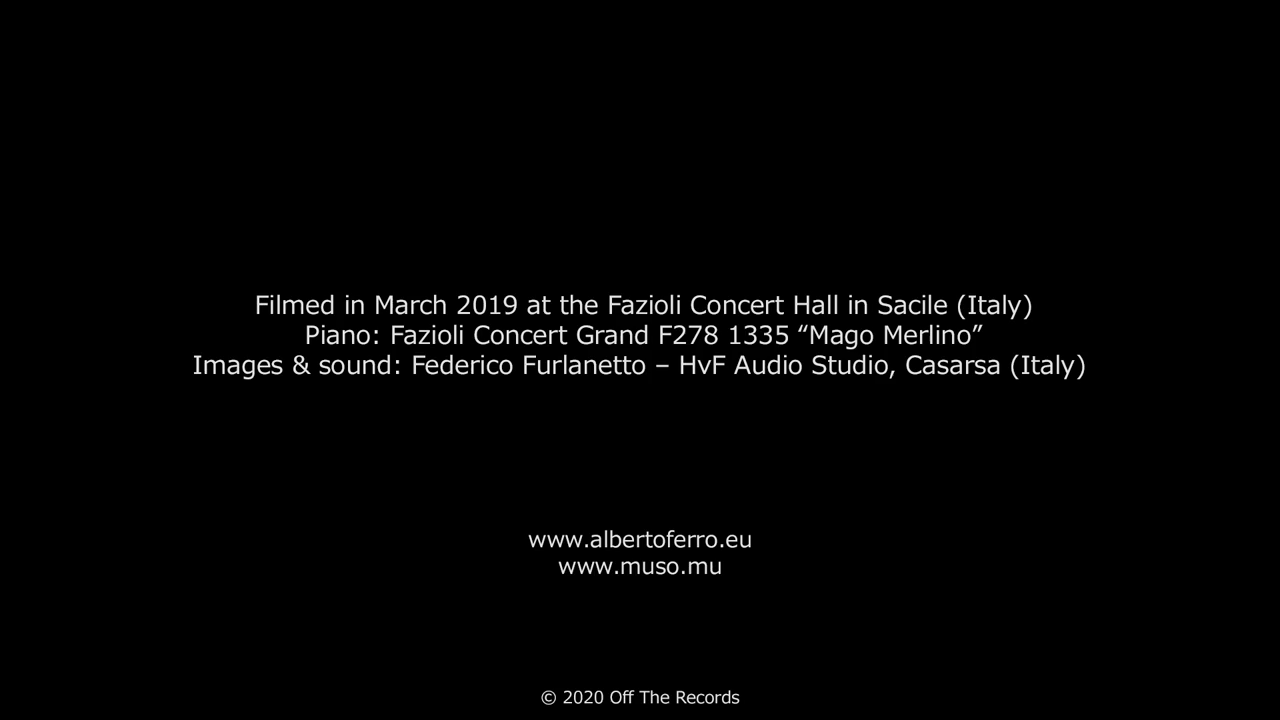 Filmed in March 2019 at the Fazioli Concert Hall in Sacile (Italy)
Piano: Fazioli Concert Grand F278 1335 “Mago Merlino”
Images & sound: Federico Furlanetto – HvF Audio Studio, Casarsa (Italy)
www.albertoferro.eu
www.muso.mu
© 2020 Off The Records